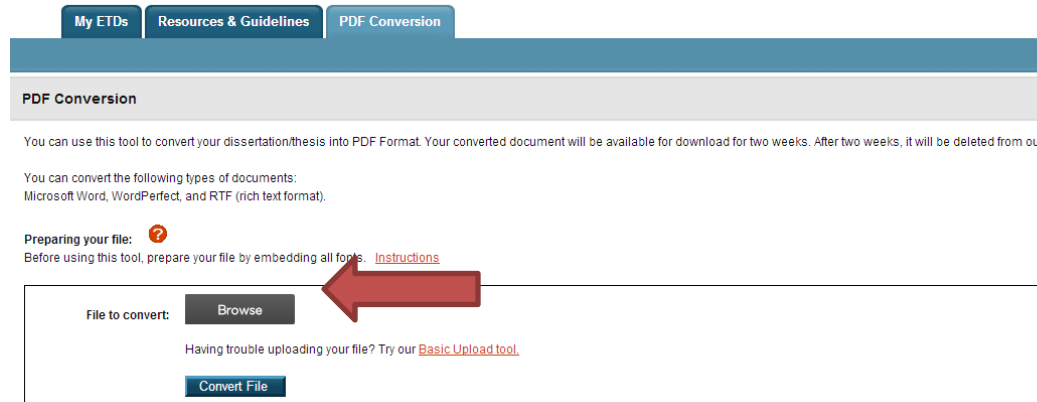 My ETDs Resources & Guidelines PDF Conversion
PDF Conversion
You can use this tool to convert your dissertation/thesis into PDF Format. Your converted document will be available for download for two weeks. After two weeks, it will be deleted from
You can convert the following types of documents:
Microsoft Word, WordPerfect, and RTF (rich text format).
Preparing your file: ?
Before using this tool, prepare your file by embedding all fonts. Instructions
File to convert: Browse
Having trouble uploading your file? Try our Basic Upload tool.
Convert File